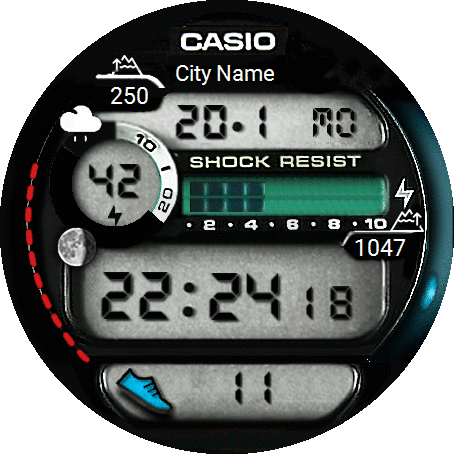 CASIO
City Name
250
20•1 MO
10
20
42
SHOCK RESIST
• 2 • 4 • 6 • 8 • 10
1047
22:24 18
11